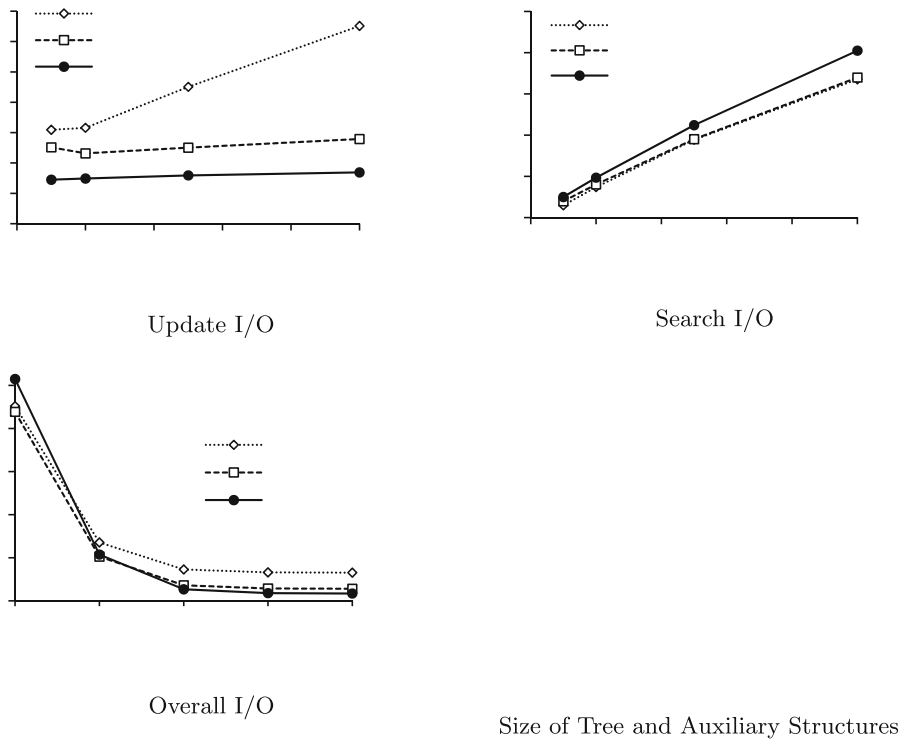 Update I/O
Search I/O
Overall I/O
Size of Tree and Auxiliary Structures